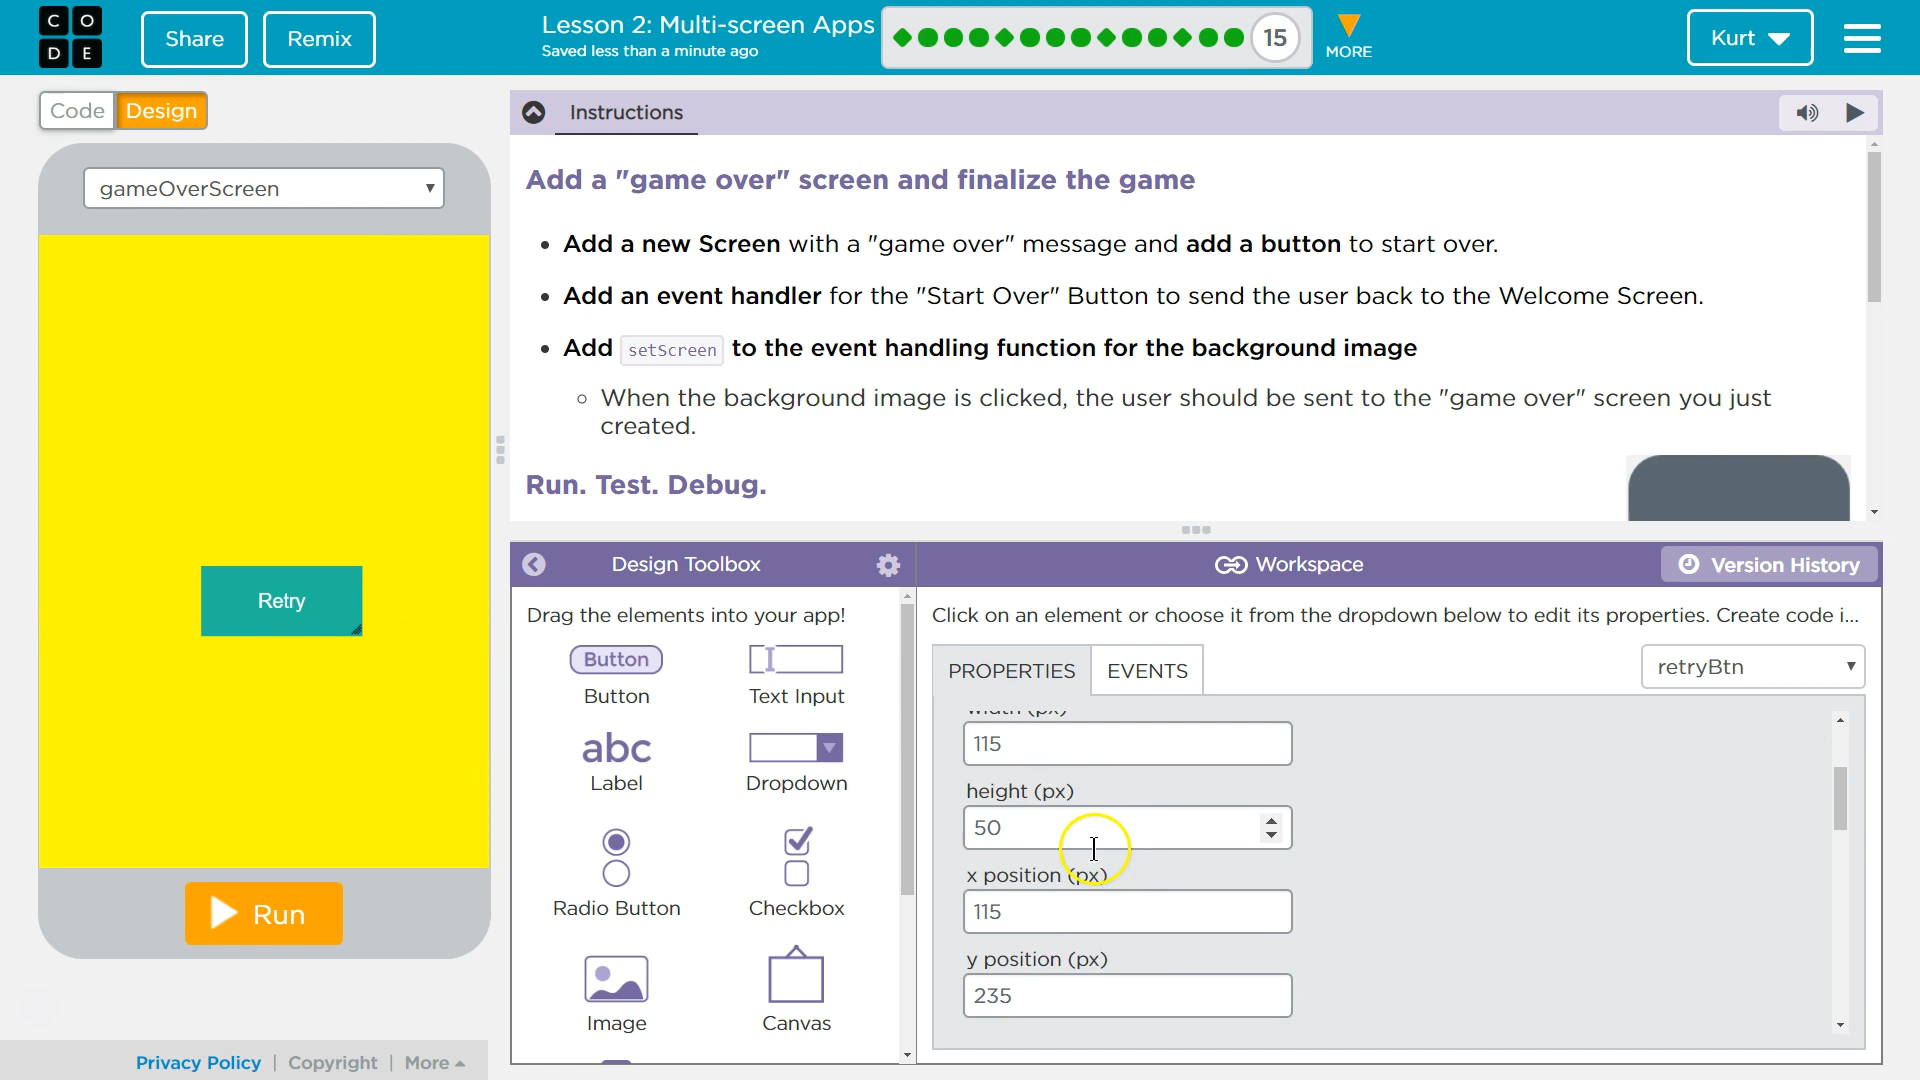 C O D E
Share
Remix
Lesson 2: Multi-screen Apps
Saved less than a minute ago
15
MORE
Kurt
Code
Design
gameOverScreen
Retry
Run
Instructions
Add a "game over" screen and finalize the game
Add a new Screen with a "game over" message and add a button to start over.
Add an event handler for the "Start Over" Button to send the user back to the Welcome Screen.
Add setScreen to the event handling function for the background image
When the background image is clicked, the user should be sent to the "game over" screen you just
created.
Run. Test. Debug.
Design Toolbox
Workspace
Version History
Drag the elements into your app!
Button
Button
Text Input
abc
Label
Dropdown
Radio Button
Checkbox
Image
Canvas
Click on an element or choose it from the dropdown below to edit its properties. Create code i...
PROPERTIES
EVENTS
retryBtn
width (px)
115
height (px)
50
x position (px)
115
y position (px)
235
Privacy Policy | Copyright | More